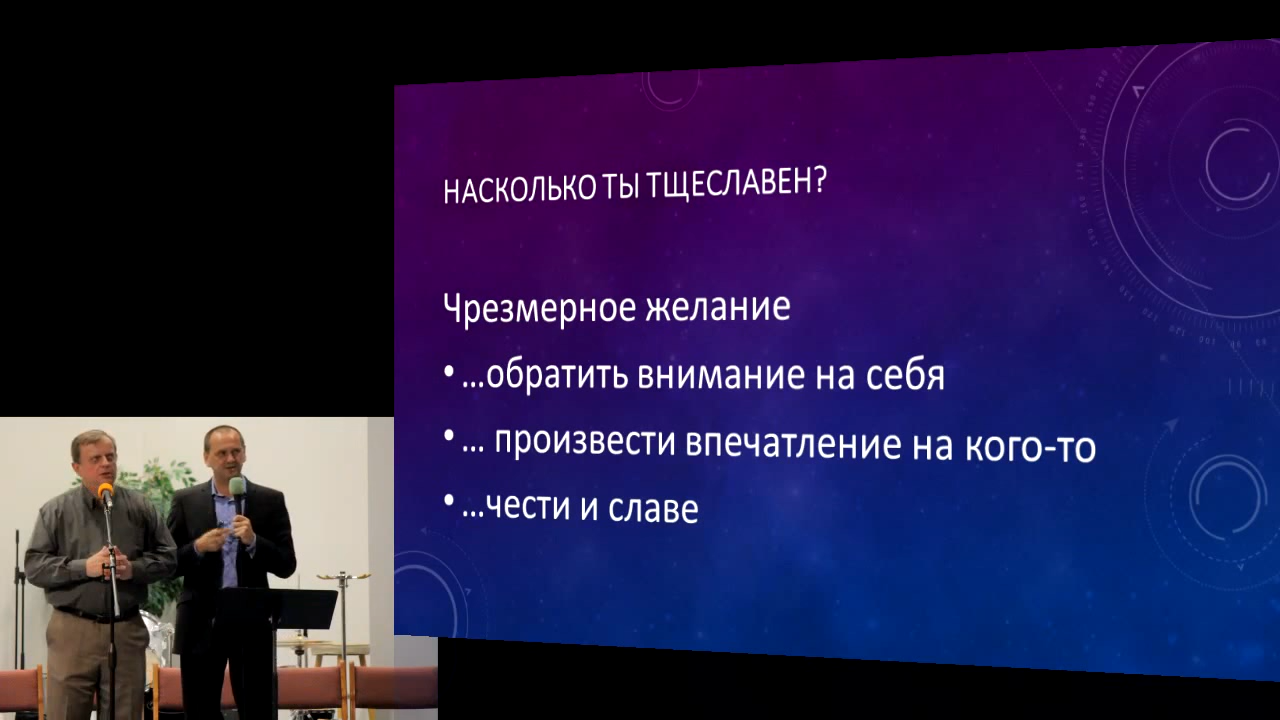 НАСКОЛЬКО ТЫ ТЩЕСЛАВЕН?
Чрезмерное желание
• ...обратить внимание на себя
• ... произвести впечатление на кого-то
• ...чести и славе